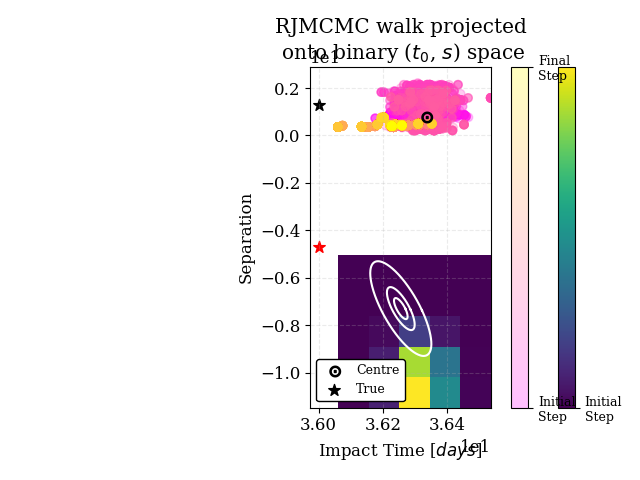 RJMCMC walk projected
onto binary (t₀, s) space
1e1
Final
Step
0.2
0.0
−0.2
−0.4
−0.6
−0.8
−1.0
Separation
Centre
True
Initial
Step
Initial
Step
3.60
3.62
3.64
1e1
Impact Time [days]